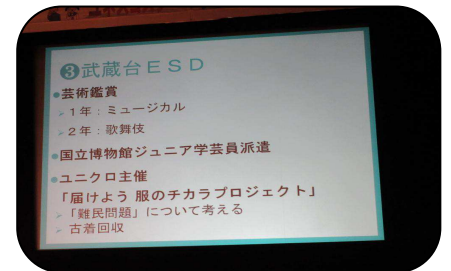 ❸武蔵台ESD
●芸術鑑賞
➢1年：ミュージカル
➢2年：歌舞伎
●国立博物館ジュニア学芸員派遣
●ユニクロ主催
「届けよう 服のチカラプロジェクト」
➢「難民問題」について考える
➢古着回収